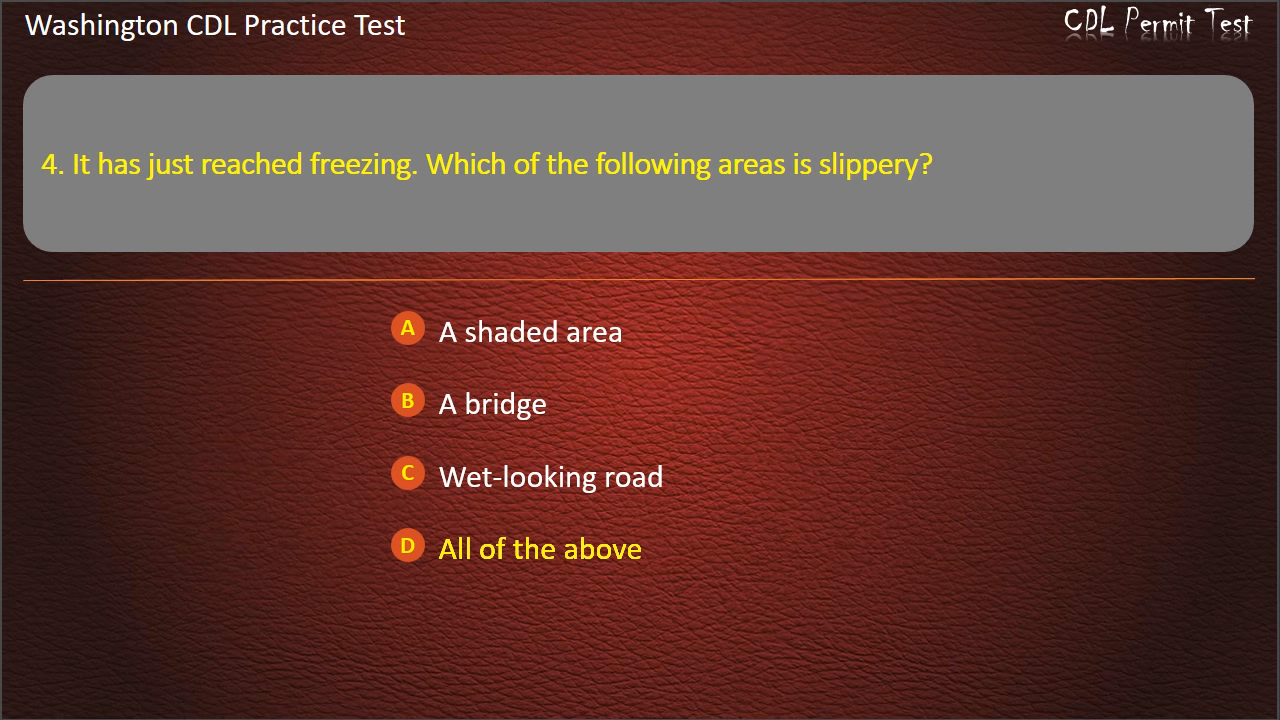 Washington CDL Practice Test
CDL Permit Test
4. It has just reached freezing. Which of the following areas is slippery?
A A shaded area
B A bridge
C Wet-looking road
D All of the above